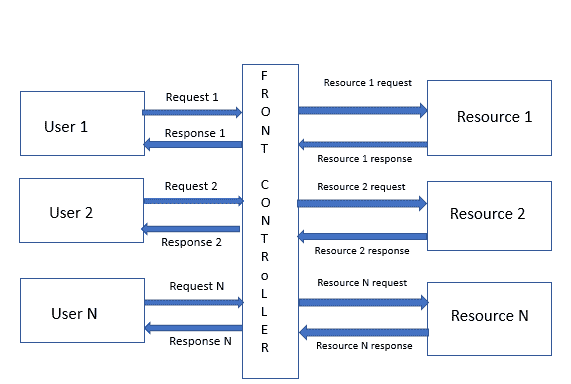 User 1
Request 1
Response 1
User 2
Request 2
Response 2
User N
Request N
Response N
F
R
O
N
T
C
O
N
T
R
o
L
L
E
R
Resource 1 request
Resource 1 response
Resource 1
Resource 2 request
Resource 2 response
Resource 2
Resource N request
Resource N response
Resource N